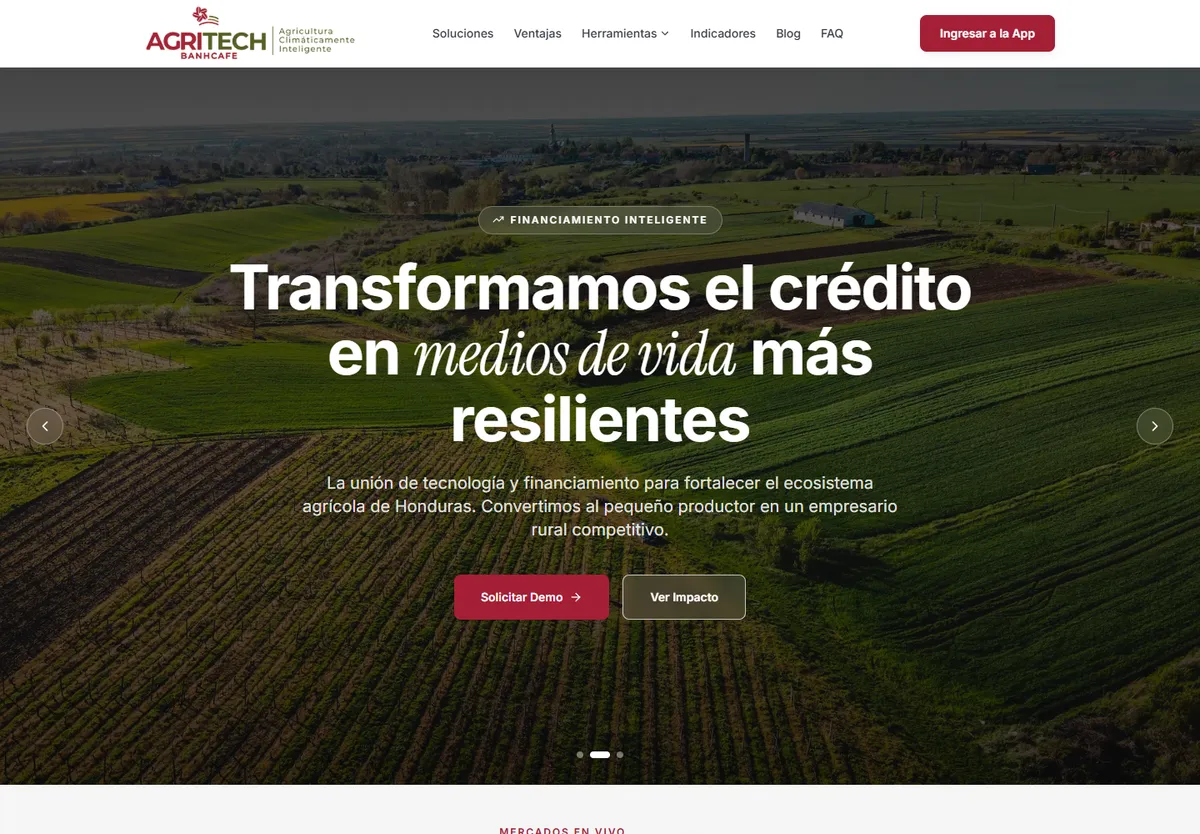 AGRITECH
BANHCAFE
Agricultura
Climáticamente
Inteligente
Soluciones
Ventajas
Herramientas
Indicadores
Blog
FAQ
Ingresar a la App
FINANCIAMIENTO INTELIGENTE
Transformamos el crédito
en medios de vida más
resilientes
La unión de tecnología y financiamiento para fortalecer el ecosistema
agrícola de Honduras. Convertimos al pequeño productor en un empresario
rural competitivo.
Solicitar Demo
Ver Impacto
MERCADOS EN VIVO